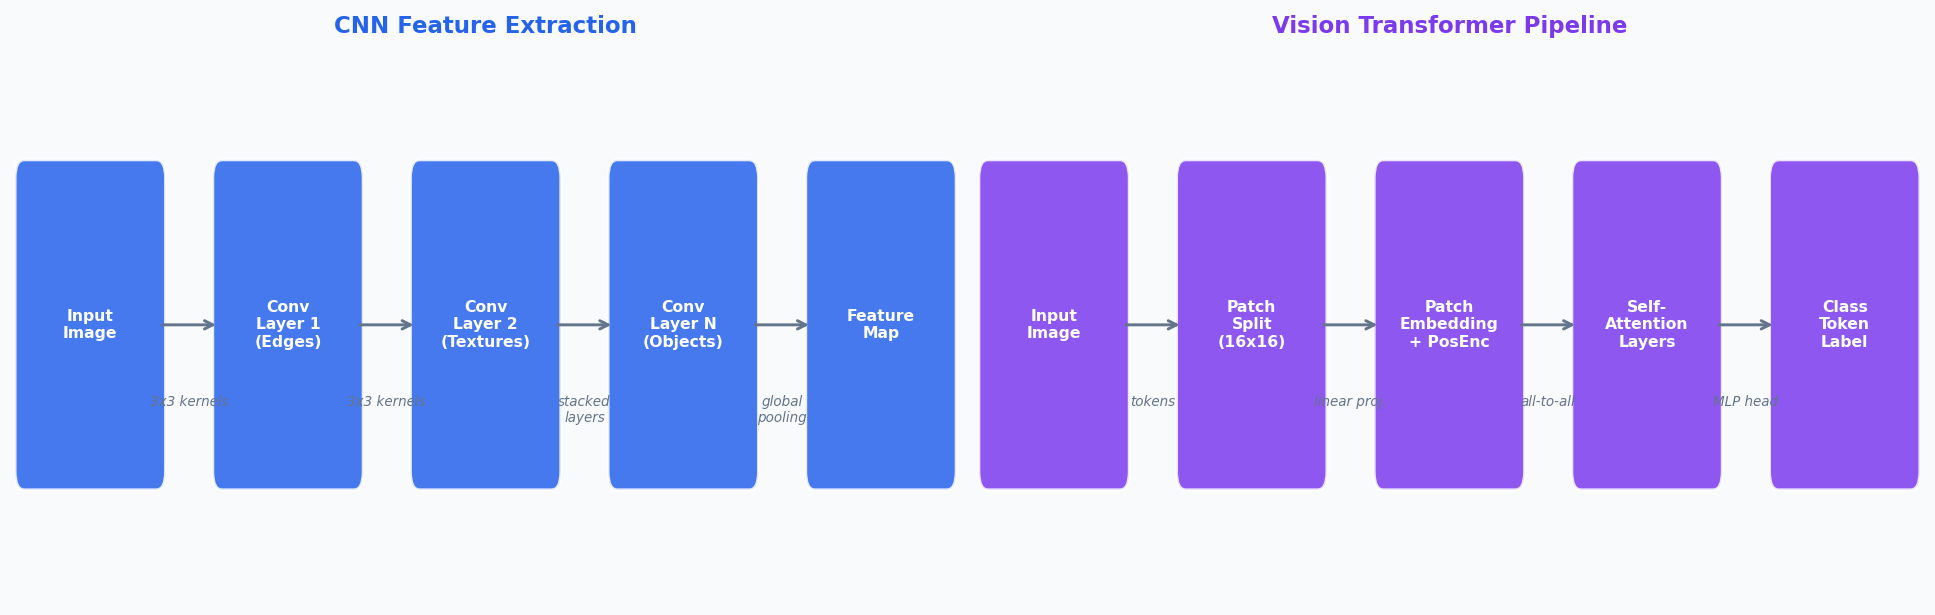 CNN Feature Extraction
Input
Image
Conv
Layer 1
(Edges)
Conv
Layer 2
(Textures)
Conv
Layer N
(Objects)
Feature
Map
3x3 kernels
3x3 kernels
stacked
layers
global
pooling
Vision Transformer Pipeline
Input
Image
Patch
Split
(16x16)
Patch
Embedding
+ PosEnc
Self-
Attention
Layers
Class
Token
Label
tokens
linear proj
all-to-all
MLP head